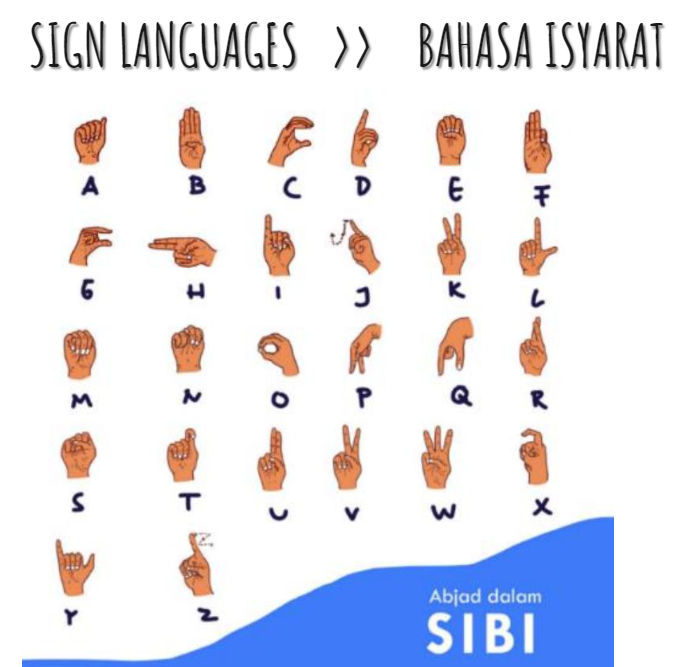 SIGN LANGUAGES >> BAHASA ISYARAT
A B C D E F
G H I J K L
M N O P Q R
S T U V W X
Y Z
Abjad dalam
SIBI